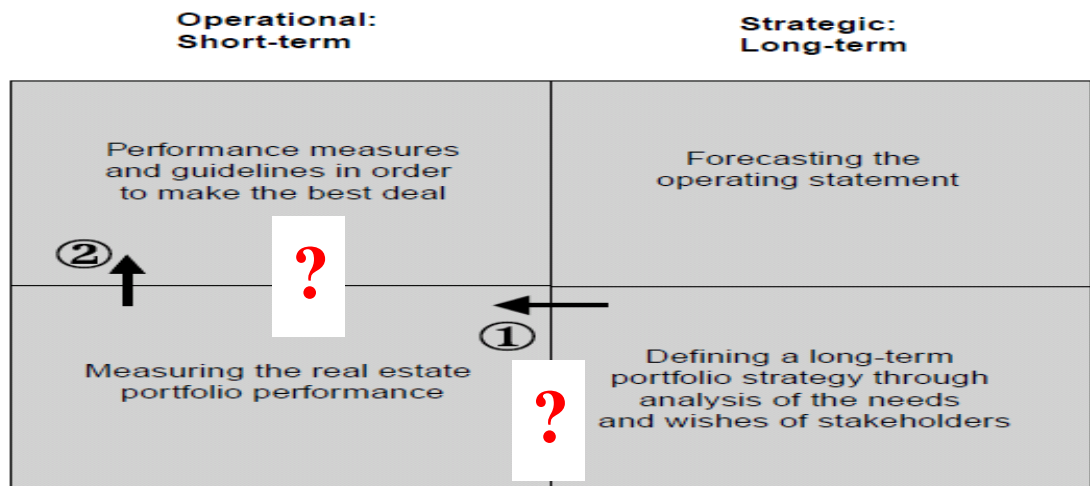 Operational:
Short-term
Strategic:
Long-term
Performance measures
and guidelines in order
to make the best deal
Forecasting the
operating statement
②
?
①
Measuring the real estate
portfolio performance
?
Defining a long-term
portfolio strategy through
analysis of the needs
and wishes of stakeholders